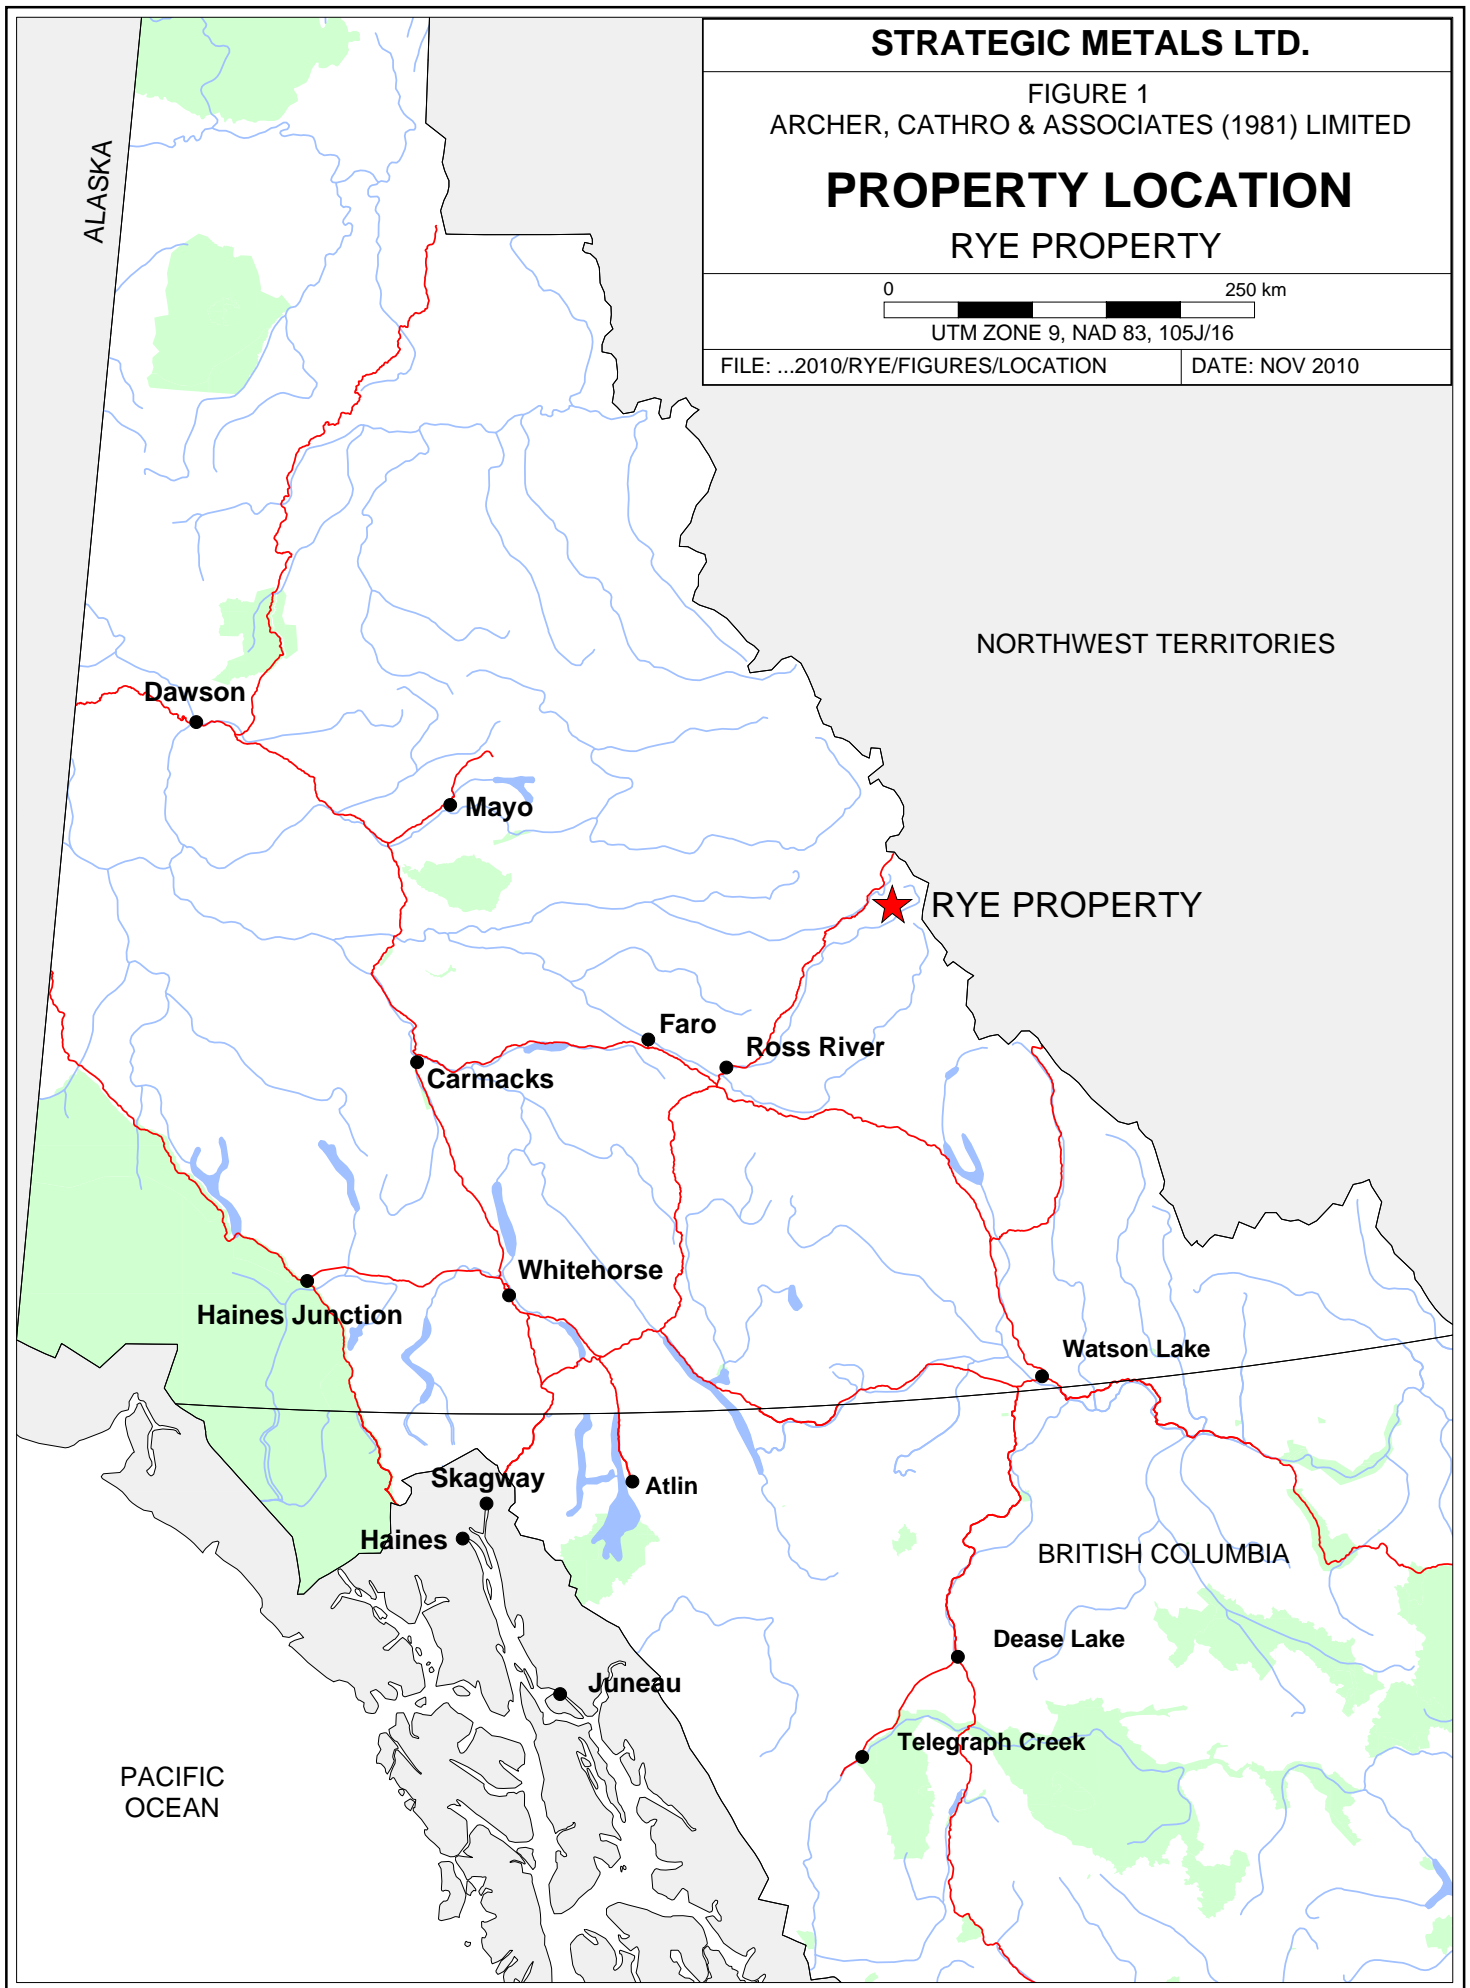 STRATEGIC METALS LTD.
FIGURE 1
ARCHER, CATHRO & ASSOCIATES (1981) LIMITED
PROPERTY LOCATION
RYE PROPERTY
0 250 km
UTM ZONE 9, NAD 83, 105J/16
FILE: ...2010/RYE/FIGURES/LOCATION DATE: NOV 2010
ALASKA
NORTHWEST TERRITORIES
Dawson
Mayo
RYE PROPERTY
Faro
Ross River
Carmacks
Whitehorse
Haines Junction
Watson Lake
Skagway
Atlin
Haines
BRITISH COLUMBIA
Dease Lake
Juneau
Telegraph Creek
PACIFIC
OCEAN